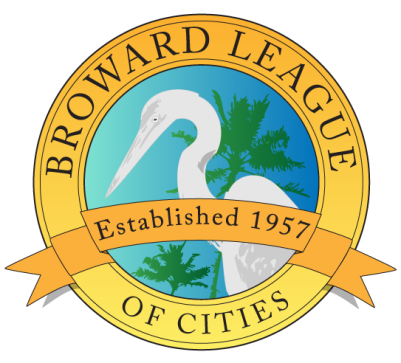 BROWARD LEAGUE
Established 1957
OF CITIES